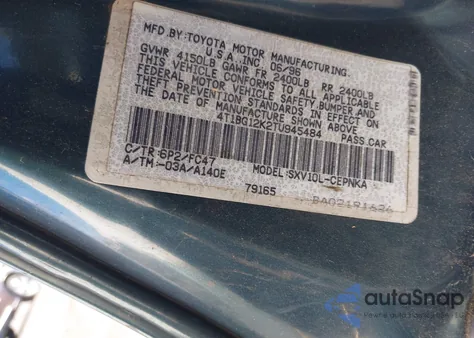 MFD. BY: TOYOTA MOTOR MANUFACTURING,
U.S.A., INC. 06/96
GVWR 4150LB GAWR FR 2400LB RR 2400LB
THIS VEHICLE CONFORMS TO ALL APPLICABLE
FEDERAL MOTOR VEHICLE SAFETY, BUMPER AND
THEFT PREVENTION STANDARDS IN EFFECT ON
THE DATE OF MANUFACTURE SHOWN ABOVE.
4T1BG12K2TU945484 PASS.CAR
C/TR:6P2/FC47 MODEL:SXV10L-CEPNKA
A/TM:-03A/A140E
79165
autoSnap